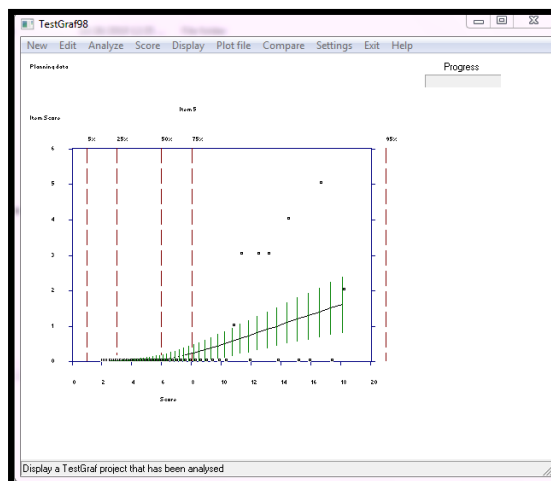 TestGraf98
New Edit Analyze Score Display Plot file Compare Settings Exit Help
Planning data
Progress
Item 5
Item Score
5% 25% 50% 75% 95%
6
5
4
3
2
1
0
0 2 4 6 8 10 12 14 16 18 20
Score
Display a TestGraf project that has been analysed